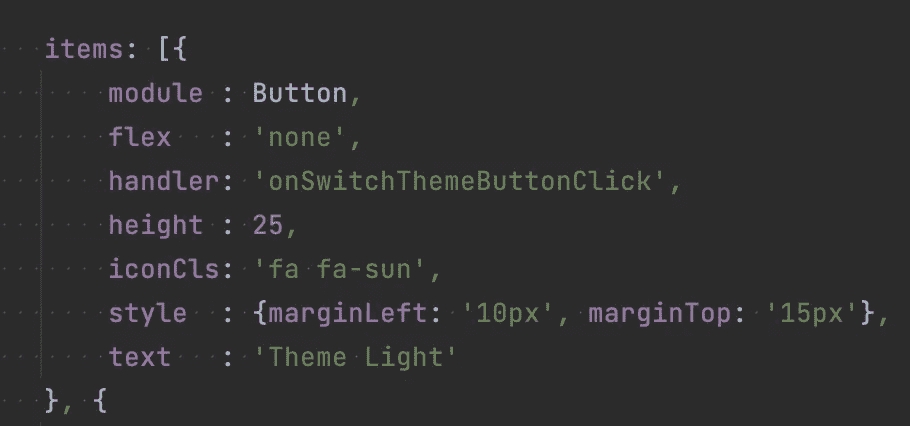 items: [{
    module : Button,
    flex   : 'none',
    handler: 'onSwitchThemeButtonClick',
    height : 25,
    iconCls: 'fa fa-sun',
    style  : {marginLeft: '10px', marginTop: '15px'},
    text   : 'Theme Light'
}, {